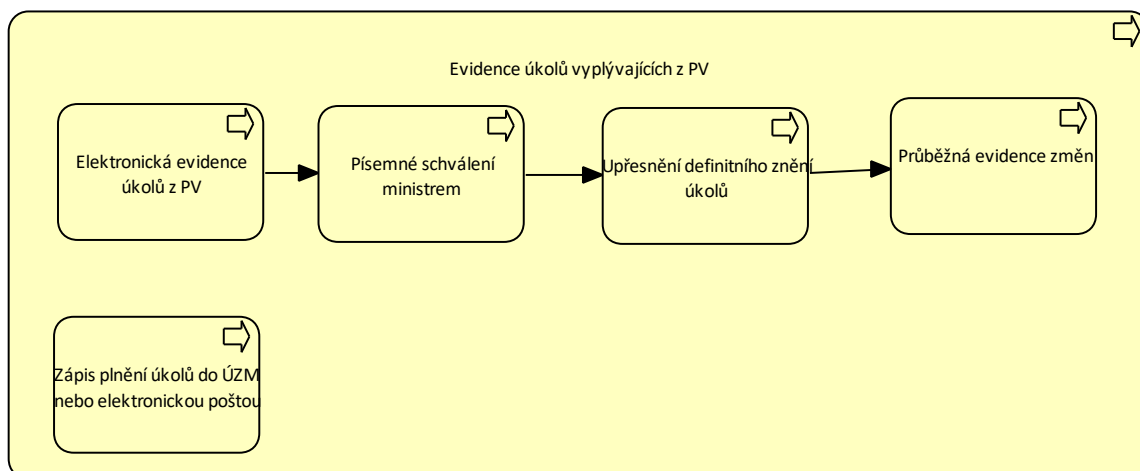 Evidence úkolů vyplývajících z PV
Elektronická evidence
úkolů z PV
Písemné schválení
ministrem
Upřesnění definitního znění
úkolů
Průběžná evidence změn
Zápis plnění úkolů do ÚZM
nebo elektronickou poštou